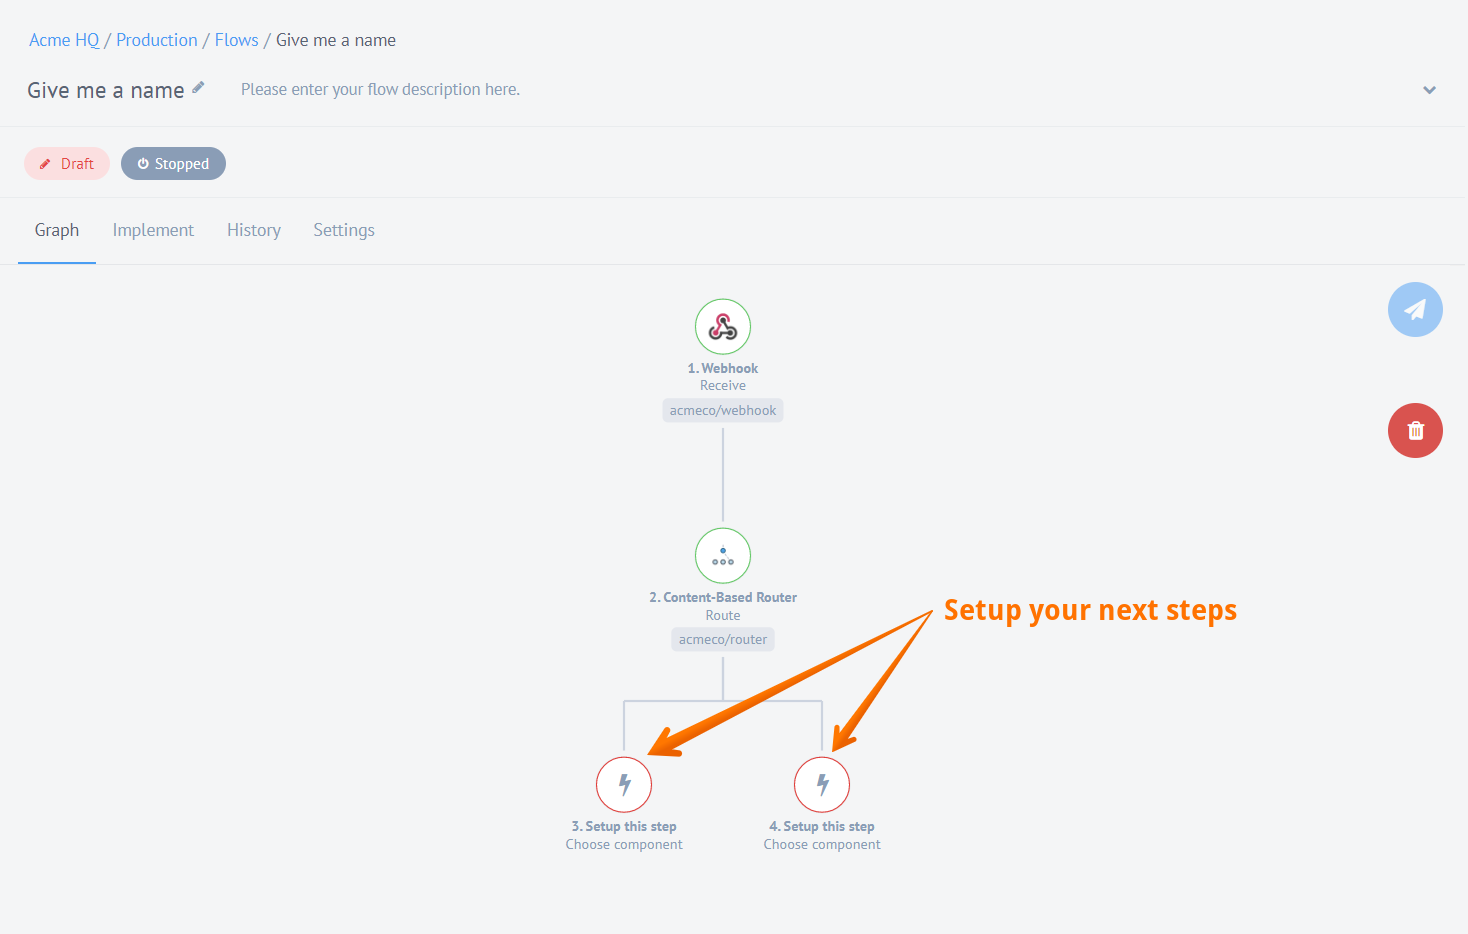 Acme HQ / Production / Flows / Give me a name
Give me a name
Please enter your flow description here.
Draft
Stopped
Graph
Implement
History
Settings
1. Webhook
Receive
acmeco/webhook
2. Content-Based Router
Route
acmeco/router
Setup your next steps
3. Setup this step
Choose component
4. Setup this step
Choose component